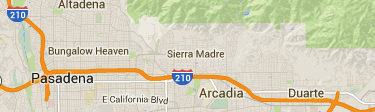 Altadena
210
Bungalow Heaven
Sierra Madre
Pasadena
210
E California Blvd
Arcadia
Duarte